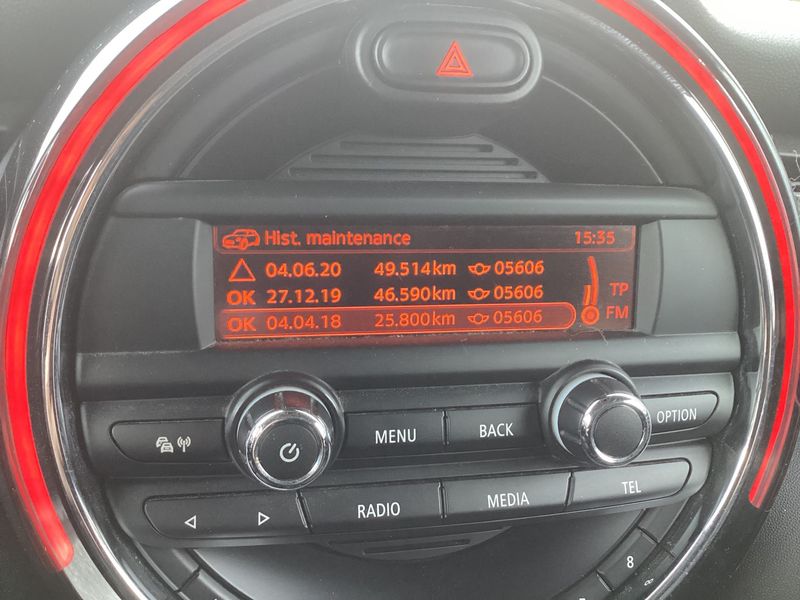 Hist. maintenance 15:35
04.06.20 49.514km 05606
OK 27.12.19 46.590km 05606
TP
OK 04.04.18 25.800km 05606
FM
MENU BACK OPTION
RADIO MEDIA TEL
8